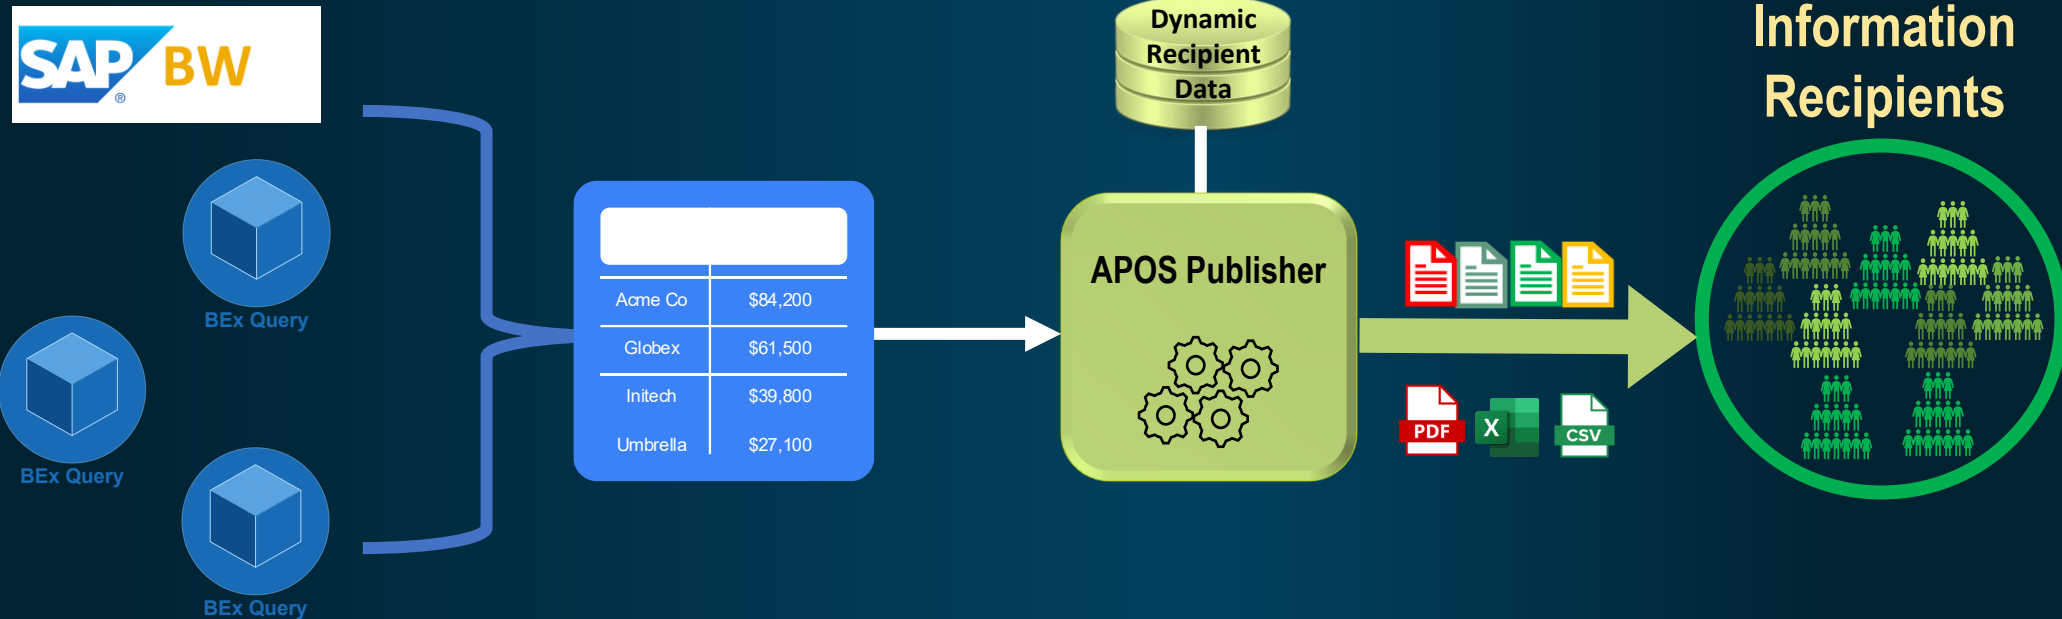 SAP BW
®
BEx Query
BEx Query
BEx Query
Acme Co $84,200
Globex $61,500
Initech $39,800
Umbrella $27,100
Dynamic
Recipient
Data
APOS Publisher
PDF
X
CSV
Information
Recipients